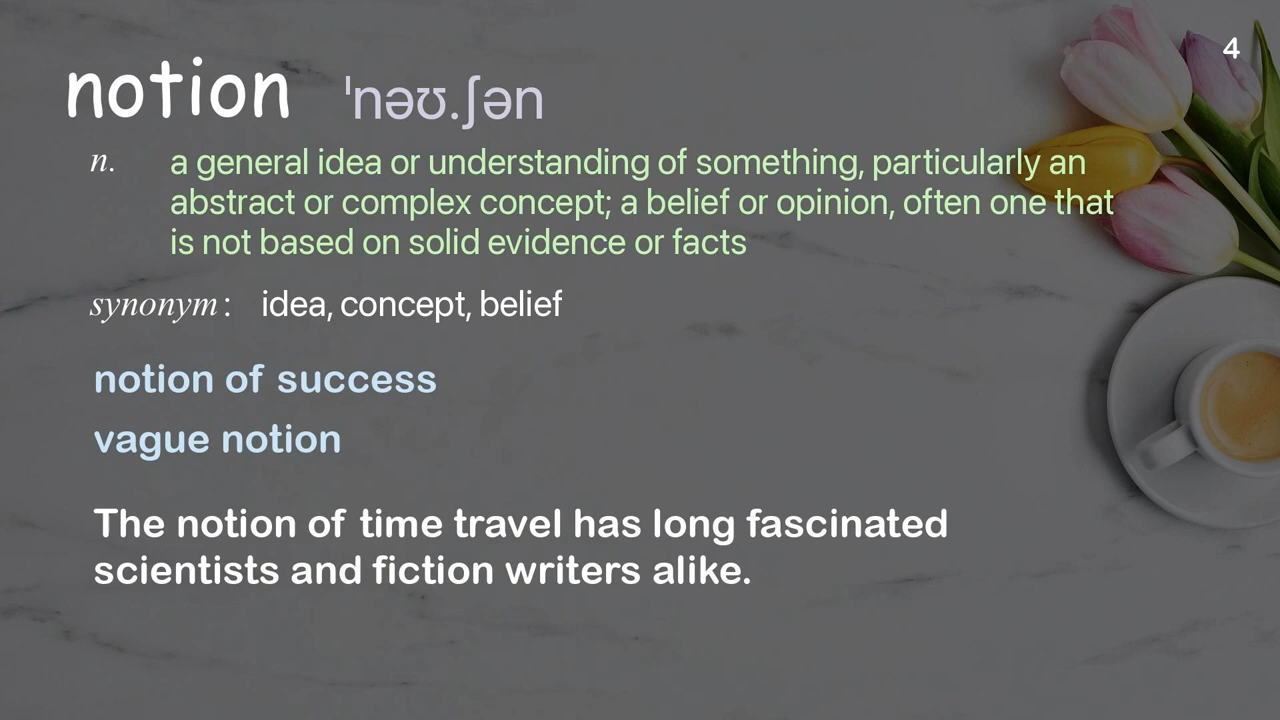 4
notion ˈnəʊ.ʃən
n. a general idea or understanding of something, particularly an
abstract or complex concept; a belief or opinion, often one that
is not based on solid evidence or facts
synonym: idea, concept, belief
notion of success
vague notion
The notion of time travel has long fascinated
scientists and fiction writers alike.